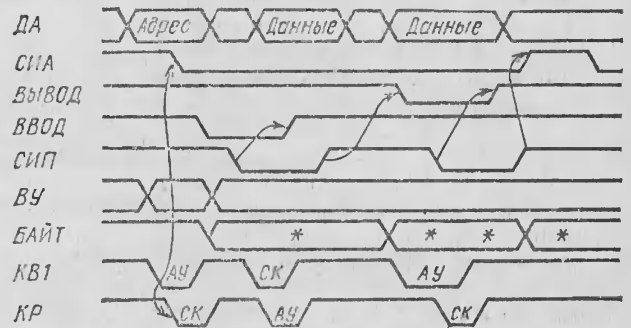 ДА Адрес Данные Данные
СИА
ВЫВОД
ВВОД
СИП
ВУ
БАЙТ * * * *
КВ1 АУ СК АУ
КР СК АУ СК